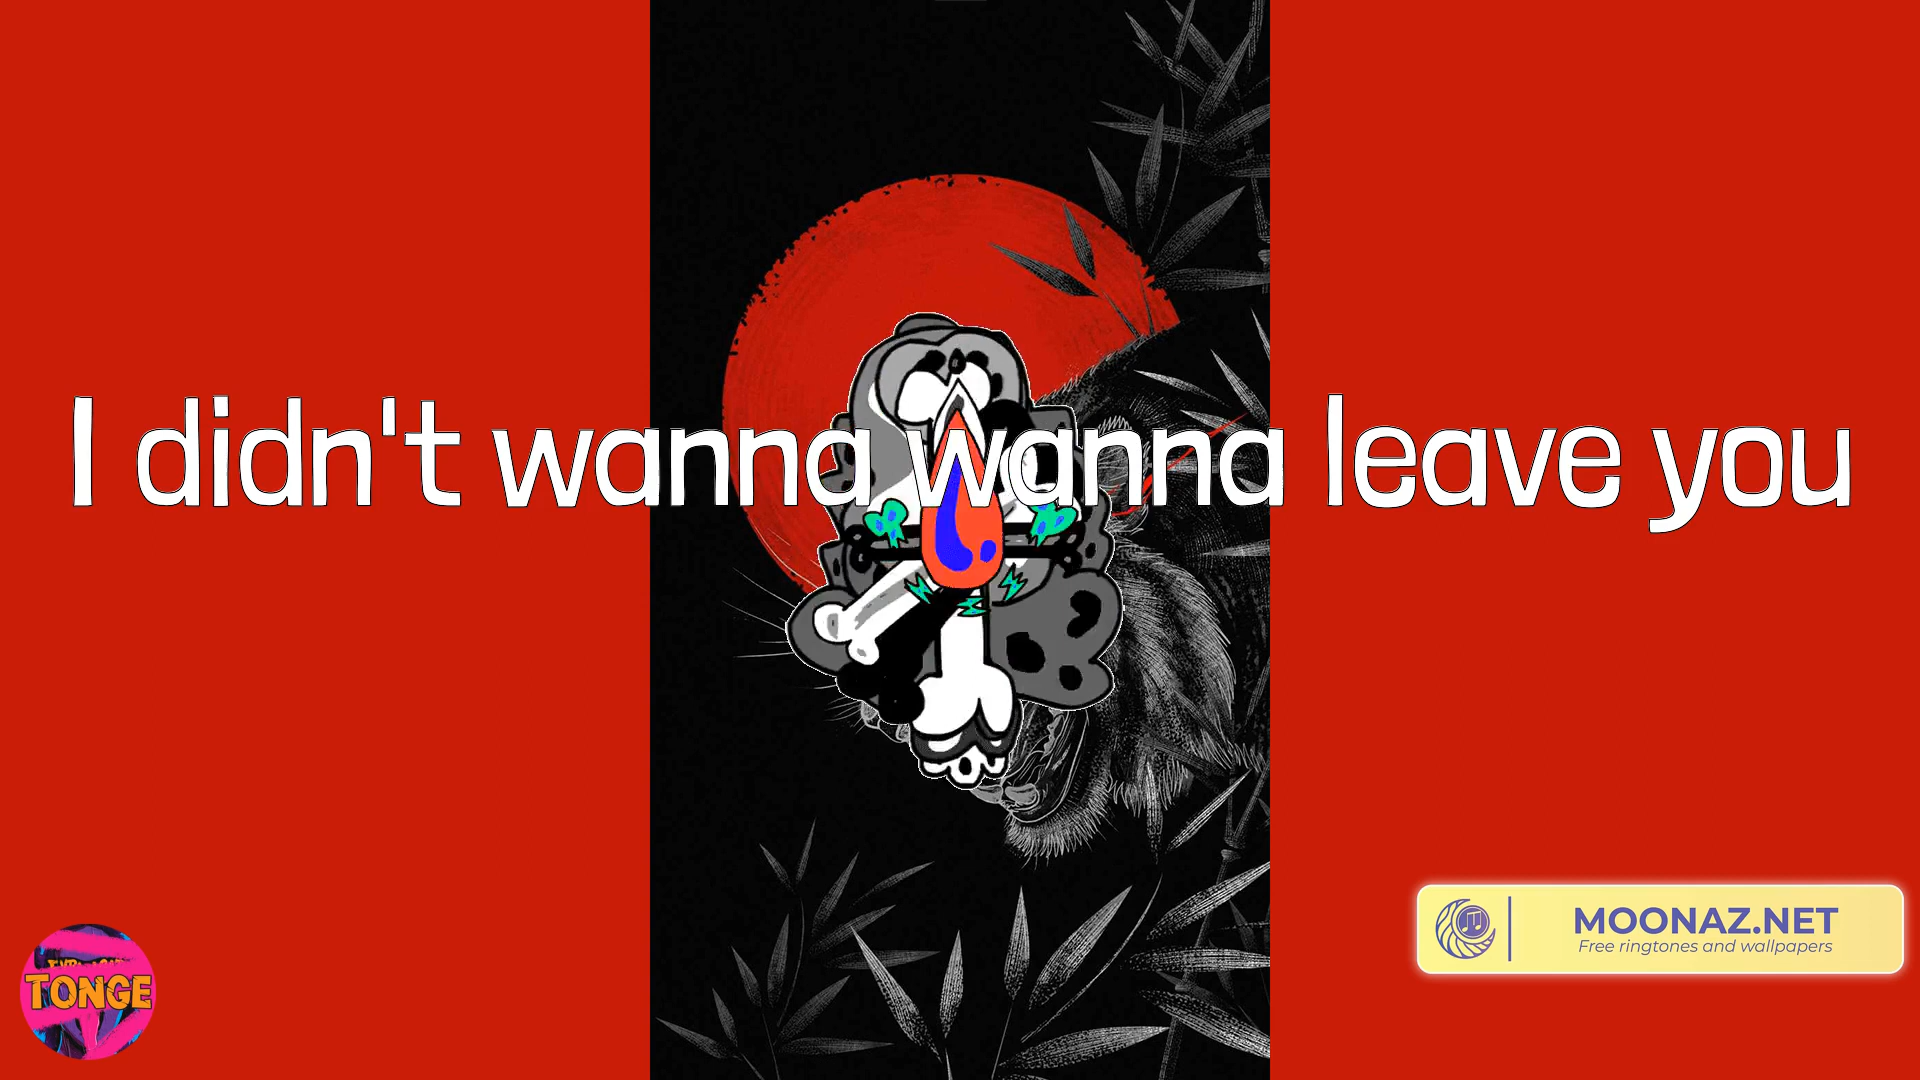 I didn't wanna wanna leave you
MOONAZ.NET
Free ringtones and wallpapers
TONGE